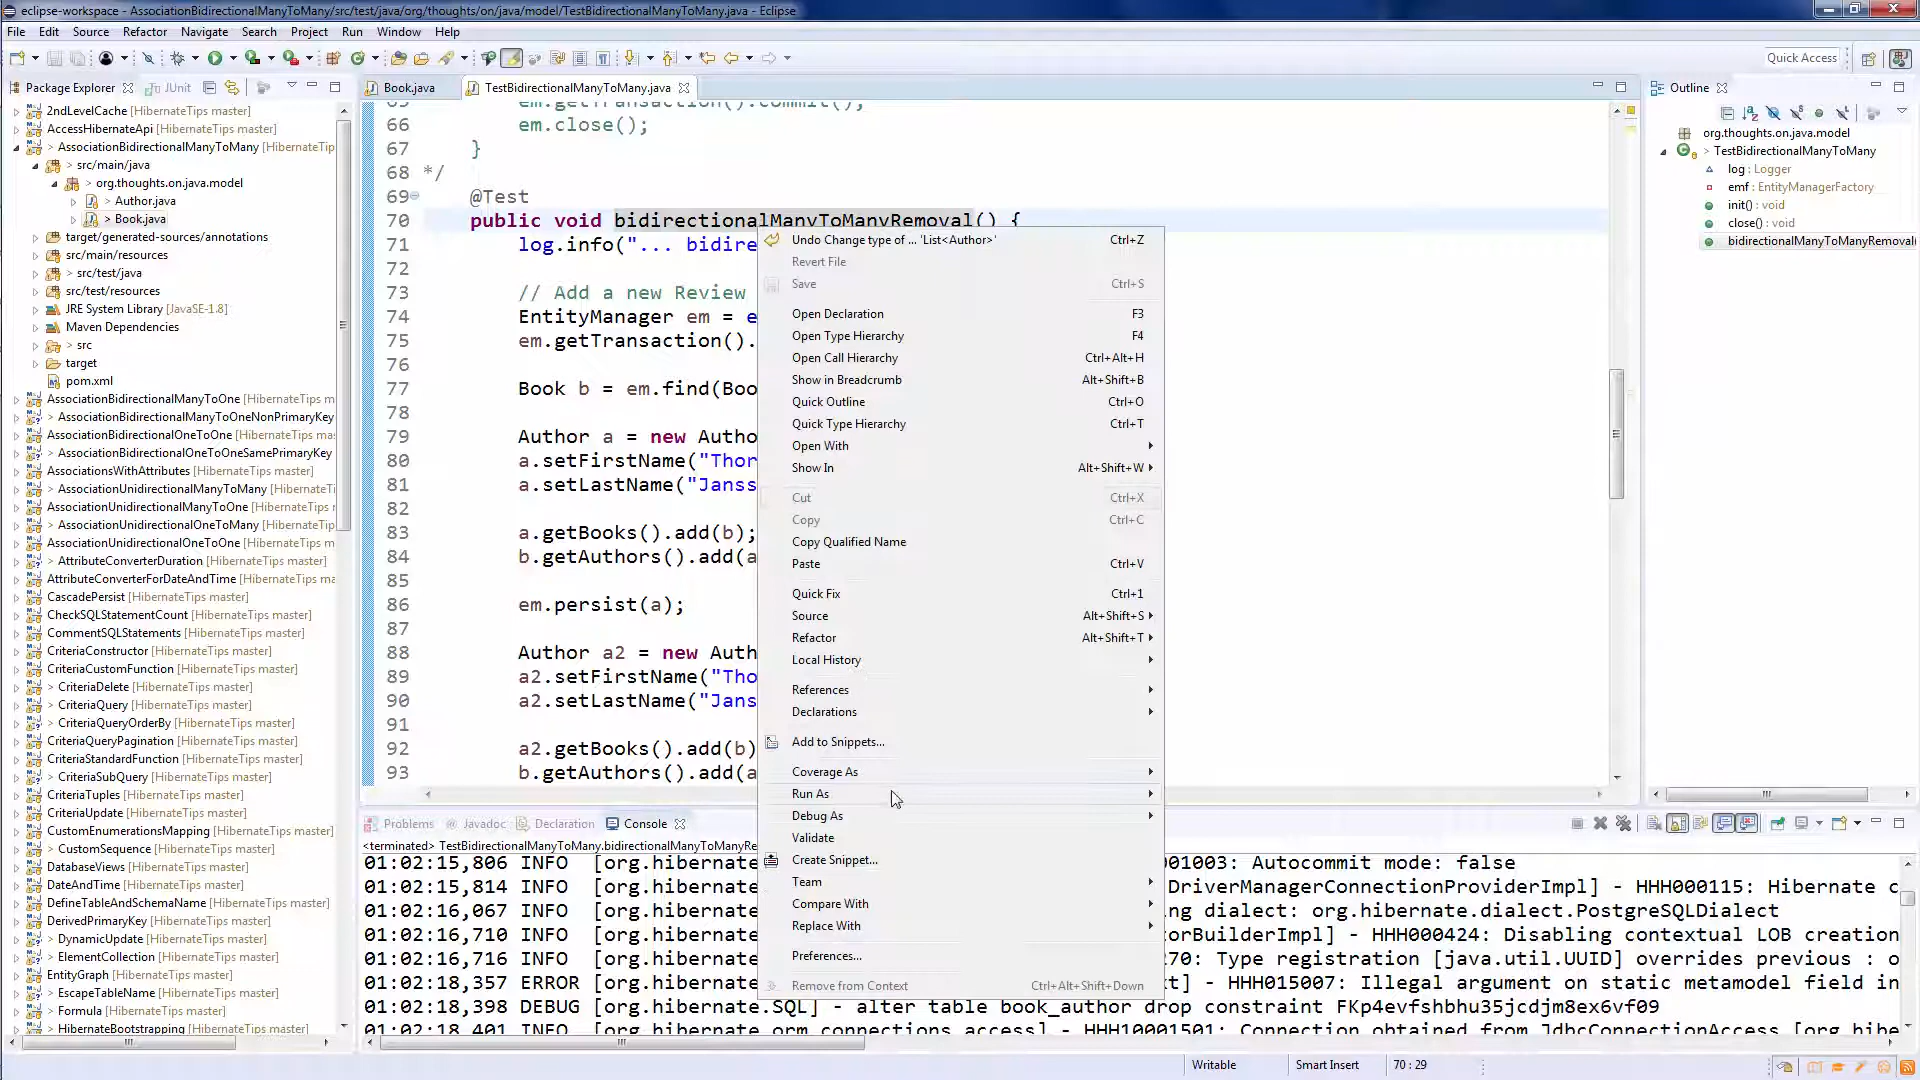 eclipse-workspace - AssociationBidirectionalManyToMany/src/test/java/org/thoughts/on/java/model/TestBidirectionalManyToMany.java - Eclipse
File Edit Source Refactor Navigate Search Project Run Window Help
Quick Access
Package Explorer JUnit
2ndLevelCache [HibernateTips master]
AccessHibernateApi [HibernateTips master]
> AssociationBidirectionalManyToMany [HibernateTip
> src/main/java
> org.thoughts.on.java.model
> Author.java
> Book.java
target/generated-sources/annotations
src/main/resources
> src/test/java
src/test/resources
JRE System Library [JavaSE-1.8]
Maven Dependencies
> src
target
pom.xml
AssociationBidirectionalManyToOne [HibernateTips
> AssociationBidirectionalManyToOneNonPrimaryKey
AssociationBidirectionalOneToOne [HibernateTips ma
> AssociationBidirectionalOneToOneSamePrimaryKey
AssociationsWithAttributes [HibernateTips master]
> AssociationUnidirectionalManyToMany [HibernateTip
AssociationUnidirectionalManyToOne [HibernateTips
> AssociationUnidirectionalOneToMany [HibernateTips
AssociationUnidirectionalOneToOne [HibernateTips m
> AttributeConverterDuration [HibernateTips master]
AttributeConverterForDateAndTime [HibernateTips m
CascadePersist [HibernateTips master]
CheckSQLStatementCount [HibernateTips master]
CommentSQLStatements [HibernateTips master]
CriteriaConstructor [HibernateTips master]
CriteriaCustomFunction [HibernateTips master]
> CriteriaDelete [HibernateTips master]
> CriteriaQuery [HibernateTips master]
> CriteriaQueryOrderBy [HibernateTips master]
CriteriaQueryPagination [HibernateTips master]
CriteriaStandardFunction [HibernateTips master]
> CriteriaSubQuery [HibernateTips master]
CriteriaTuples [HibernateTips master]
CriteriaUpdate [HibernateTips master]
CustomEnumerationsMapping [HibernateTips master]
> CustomSequence [HibernateTips master]
DatabaseViews [HibernateTips master]
DateAndTime [HibernateTips master]
DefineTableAndSchemaName [HibernateTips master]
DerivedPrimaryKey [HibernateTips master]
> DynamicUpdate [HibernateTips master]
> ElementCollection [HibernateTips master]
EntityGraph [HibernateTips master]
> EscapeTableName [HibernateTips master]
> Formula [HibernateTips master]
> HibernateBootstrapping [HibernateTips master]
Book.java TestBidirectionalManyToMany.java
65 em.getTransaction().commit();
66 em.close();
67 }
68 */
69 @Test
70 public void bidirectionalManyToManyRemoval() {
71 log.info("... bidire
72
73 // Add a new Review
74 EntityManager em = e
75 em.getTransaction().
76
77 Book b = em.find(Boo
78
79 Author a = new Autho
80 a.setFirstName("Thor
81 a.setLastName("Janss
82
83 a.getBooks().add(b);
84 b.getAuthors().add(a
85
86 em.persist(a);
87
88 Author a2 = new Auth
89 a2.setFirstName("Tho
90 a2.setLastName("Jans
91
92 a2.getBooks().add(b)
93 b.getAuthors().add(a
Undo Change type of ... 'List<Author>' Ctrl+Z
Revert File
Save Ctrl+S
Open Declaration F3
Open Type Hierarchy F4
Open Call Hierarchy Ctrl+Alt+H
Show in Breadcrumb Alt+Shift+B
Quick Outline Ctrl+O
Quick Type Hierarchy Ctrl+T
Open With
Show In Alt+Shift+W
Cut Ctrl+X
Copy Ctrl+C
Copy Qualified Name
Paste Ctrl+V
Quick Fix Ctrl+1
Source Alt+Shift+S
Refactor Alt+Shift+T
Local History
References
Declarations
Add to Snippets...
Coverage As
Run As
Debug As
Validate
Create Snippet...
Team
Compare With
Replace With
Preferences...
Remove from Context Ctrl+Alt+Shift+Down
Outline
org.thoughts.on.java.model
> TestBidirectionalManyToMany
log : Logger
emf : EntityManagerFactory
init() : void
close() : void
bidirectionalManyToManyRemoval(
Problems Javadoc Declaration Console
<terminated> TestBidirectionalManyToMany.bidirectionalManyToManyRe
01:02:15,806 INFO [org.hibernate. 001003: Autocommit mode: false
01:02:15,814 INFO [org.hibernate. DriverManagerConnectionProviderImpl] - HHH000115: Hibernate c
01:02:16,067 INFO [org.hibernate. ng dialect: org.hibernate.dialect.PostgreSQLDialect
01:02:16,710 INFO [org.hibernate. orBuilderImpl] - HHH000424: Disabling contextual LOB creation
01:02:16,716 INFO [org.hibernate. 270: Type registration [java.util.UUID] overrides previous : o
01:02:18,357 ERROR [org.hibernate. t] - HHH015007: Illegal argument on static metamodel field in
01:02:18,398 DEBUG [org.hibernate.SQL] - alter table book_author drop constraint FKp4evfshbhu35jcdjm8ex6vf09
01:02:18,401 INFO [org.hibernate.orm.connections.access] - HHH10001501: Connection obtained from JdbcConnectionAccess [org.hibe
Writable Smart Insert 70 : 29